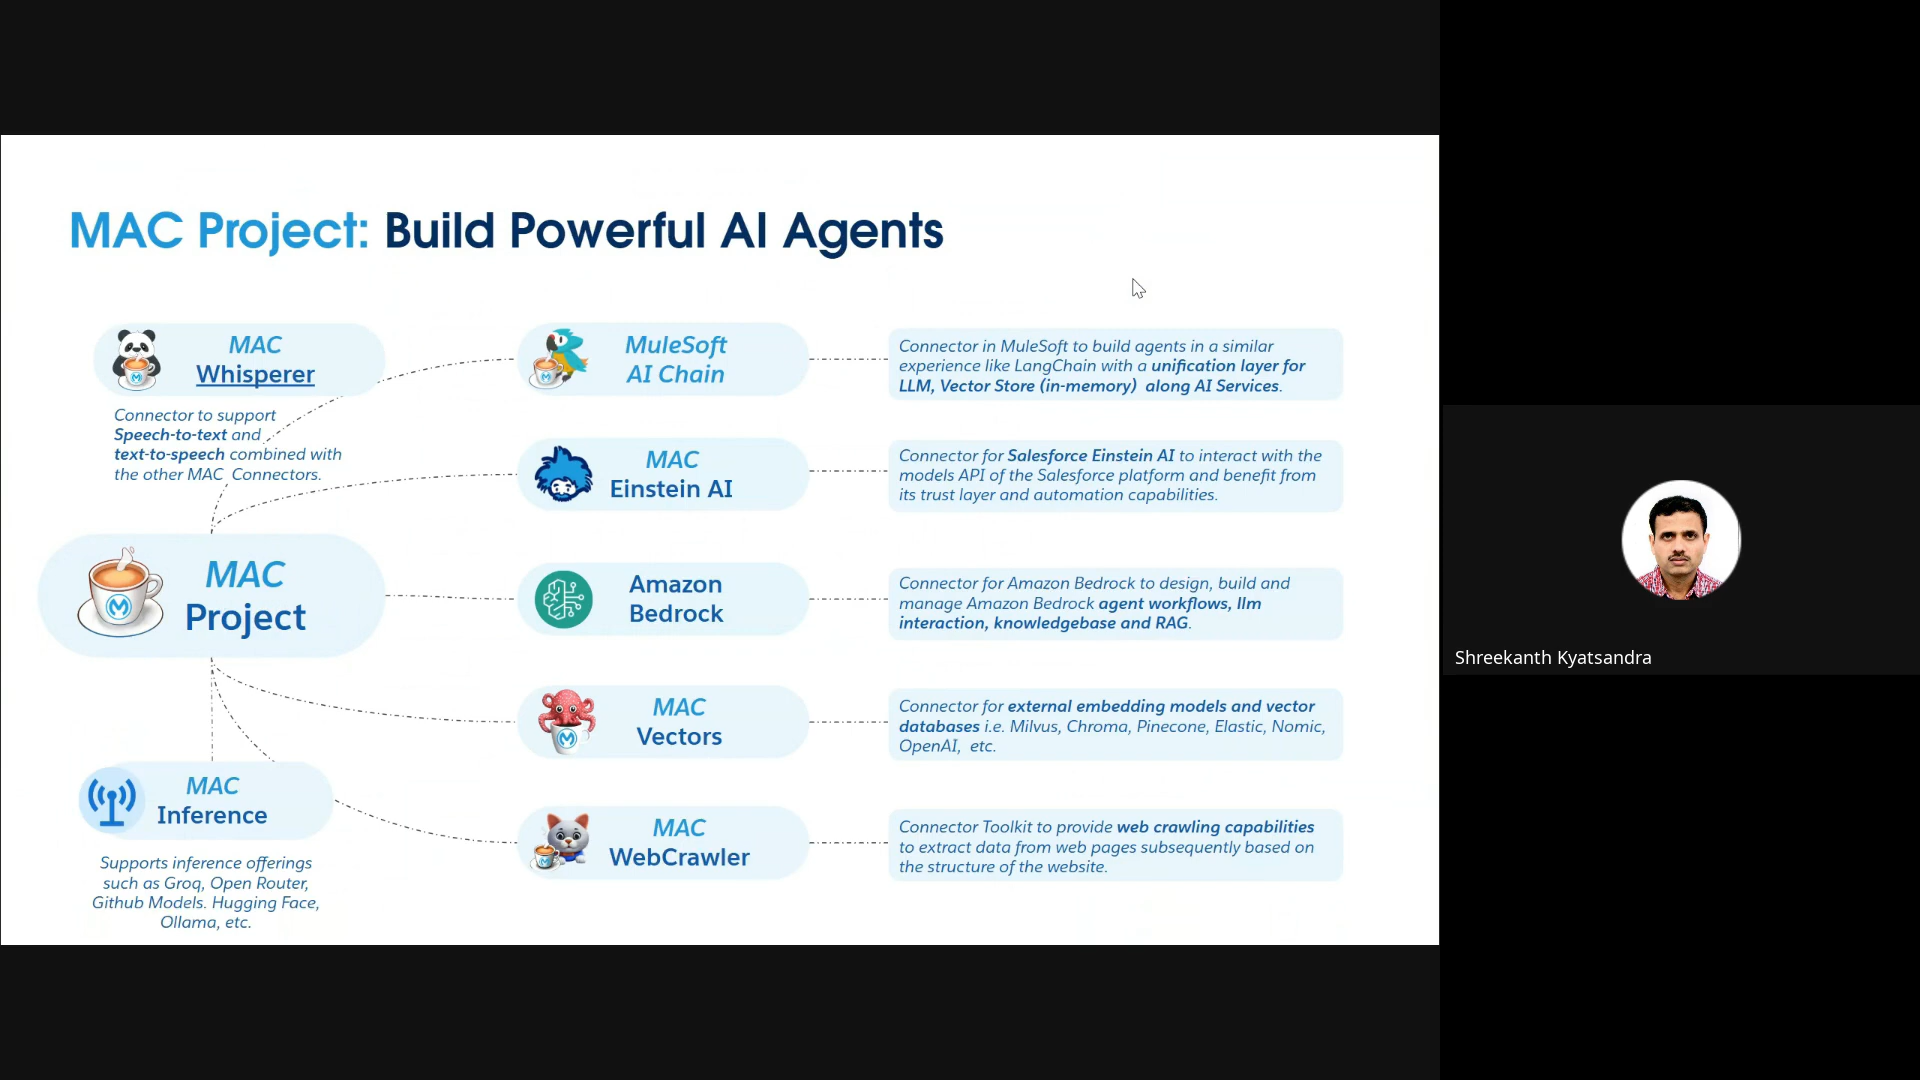 MAC Project: Build Powerful AI Agents
MAC
Whisperer
Connector to support
Speech-to-text and
text-to-speech combined with
the other MAC Connectors.
MAC
Project
MAC
Inference
Supports inference offerings
such as Groq, Open Router,
Github Models. Hugging Face,
Ollama, etc.
MuleSoft
AI Chain
Connector in MuleSoft to build agents in a similar
experience like LangChain with a unification layer for
LLM, Vector Store (in-memory) along AI Services.
MAC
Einstein AI
Connector for Salesforce Einstein AI to interact with the
models API of the Salesforce platform and benefit from
its trust layer and automation capabilities.
Amazon
Bedrock
Connector for Amazon Bedrock to design, build and
manage Amazon Bedrock agent workflows, llm
interaction, knowledgebase and RAG.
MAC
Vectors
Connector for external embedding models and vector
databases i.e. Milvus, Chroma, Pinecone, Elastic, Nomic,
OpenAI, etc.
MAC
WebCrawler
Connector Toolkit to provide web crawling capabilities
to extract data from web pages subsequently based on
the structure of the website.
Shreekanth Kyatsandra